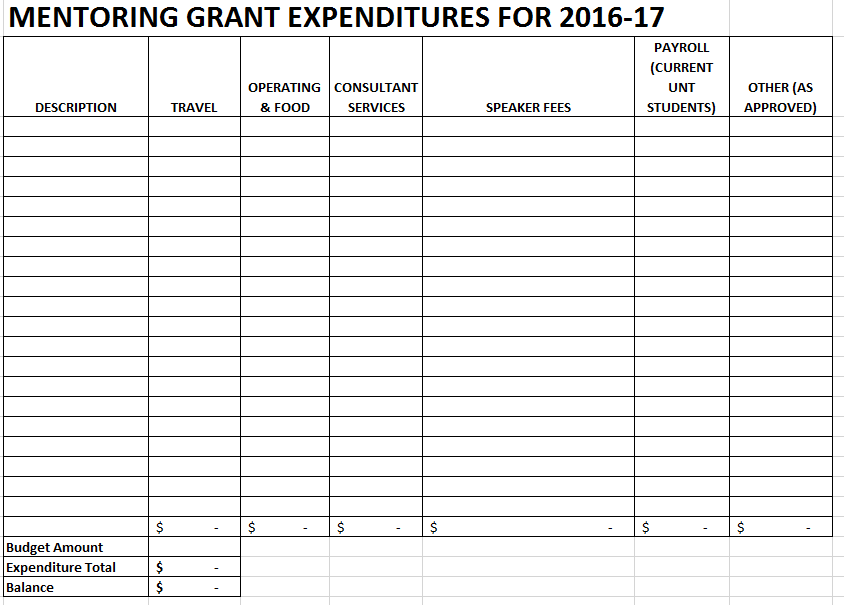 MENTORING GRANT EXPENDITURES FOR 2016-17
DESCRIPTION
TRAVEL
OPERATING
& FOOD
CONSULTANT
SERVICES
SPEAKER FEES
PAYROLL
(CURRENT
UNT
STUDENTS)
OTHER (AS
APPROVED)
$ - $ - $ - $ - $ - $ -
Budget Amount
Expenditure Total $ -
Balance $ -